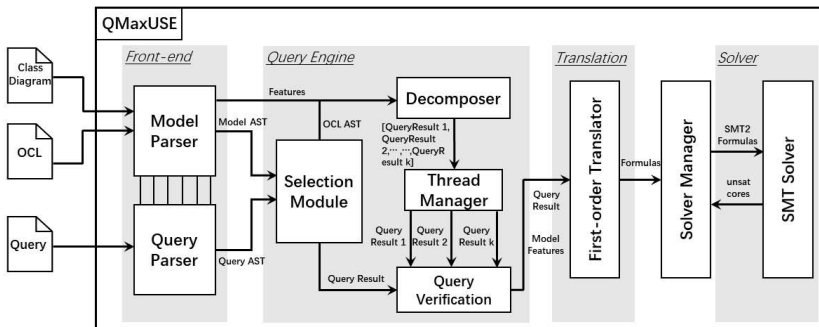 QMaxUSE
Front-end
Query Engine
Translation
Solver
Class
Diagram
OCL
Query
Model
Parser
Query
Parser
Features
Model AST
OCL AST
Query AST
Selection
Module
Query Result
Decomposer
[QueryResult 1,
QueryResult
2,··· ,···,QueryR
esult k]
Thread
Manager
Query
Result 1
Query
Result 2
Query
Result k
Query
Verification
Query
Result
Model
Features
First-order Translator
Formulas
Solver Manager
SMT2
Formulas
unsat
cores
SMT Solver